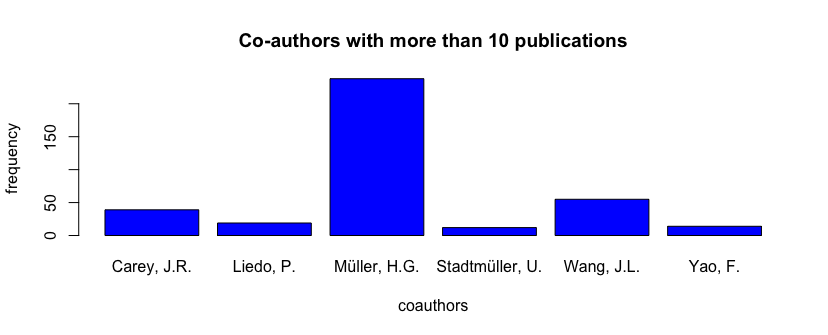 Co-authors with more than 10 publications
frequency
150
50
0
Carey, J.R. Liedo, P. Müller, H.G. Stadtmüller, U. Wang, J.L. Yao, F.
coauthors